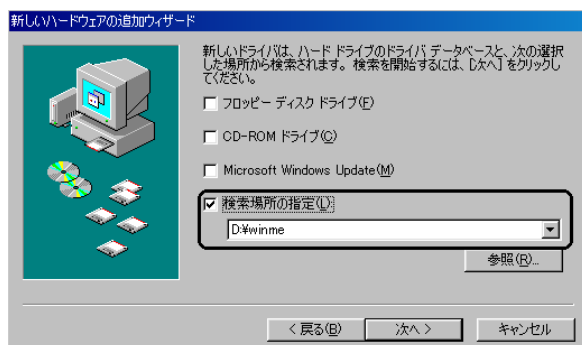 新しいハードウェアの追加ウィザード
新しいドライバは、ハード ドライブのドライバ データベースと、次の選択
した場所から検索されます。検索を開始するには、[次へ] をクリックし
てください。
フロッピー ディスク ドライブ(F)
CD-ROM ドライブ(C)
Microsoft Windows Update(M)
検索場所の指定(L)
D:¥winme
参照(R)...
< 戻る(B)
次へ >
キャンセル